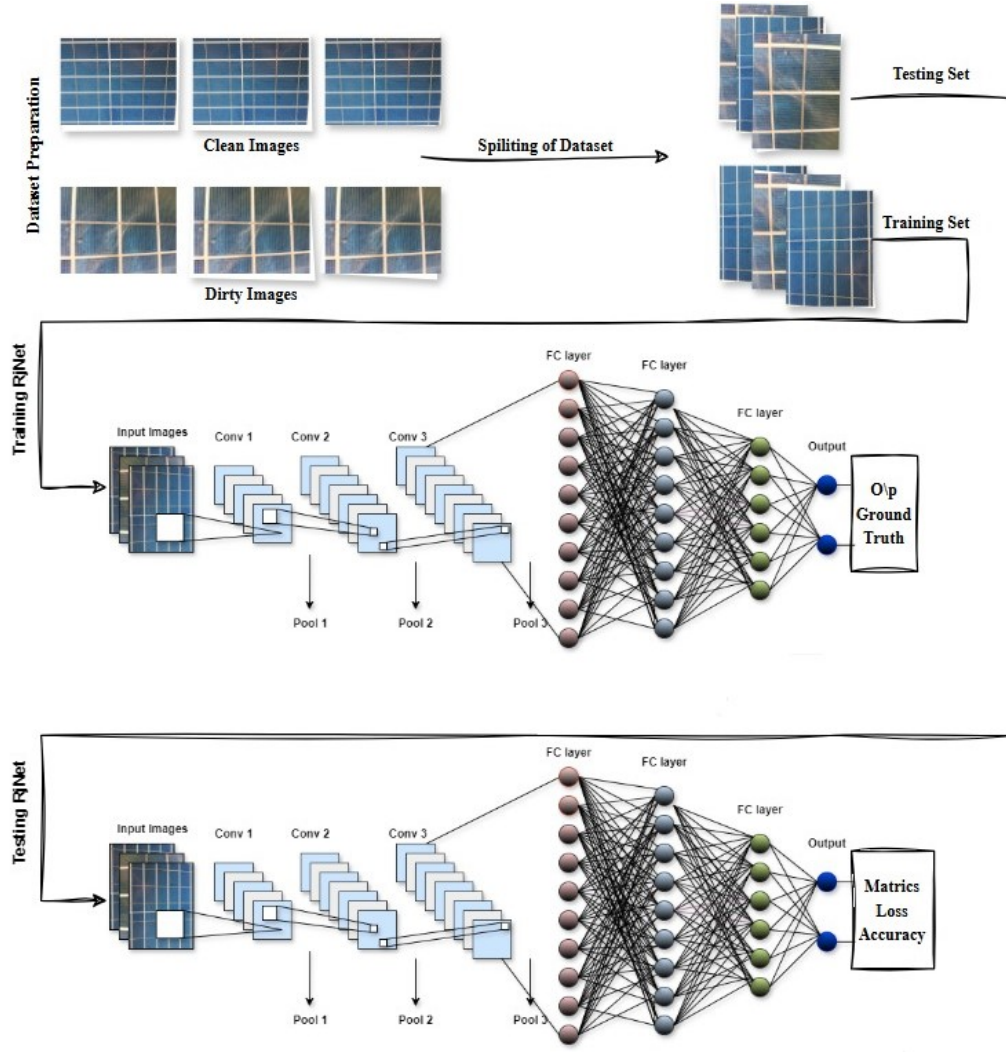 Dataset Preparation
Clean Images
Dirty Images
Spiliting of Dataset
Testing Set
Training Set
Training RjNet
Input Images
Conv 1
Conv 2
Conv 3
FC layer
FC layer
FC layer
Output
O\p
Ground
Truth
Pool 1
Pool 2
Pool 3
Testing RjNet
Input Images
Conv 1
Conv 2
Conv 3
FC layer
FC layer
FC layer
Output
Matrics
Loss
Accuracy
Pool 1
Pool 2
Pool 3